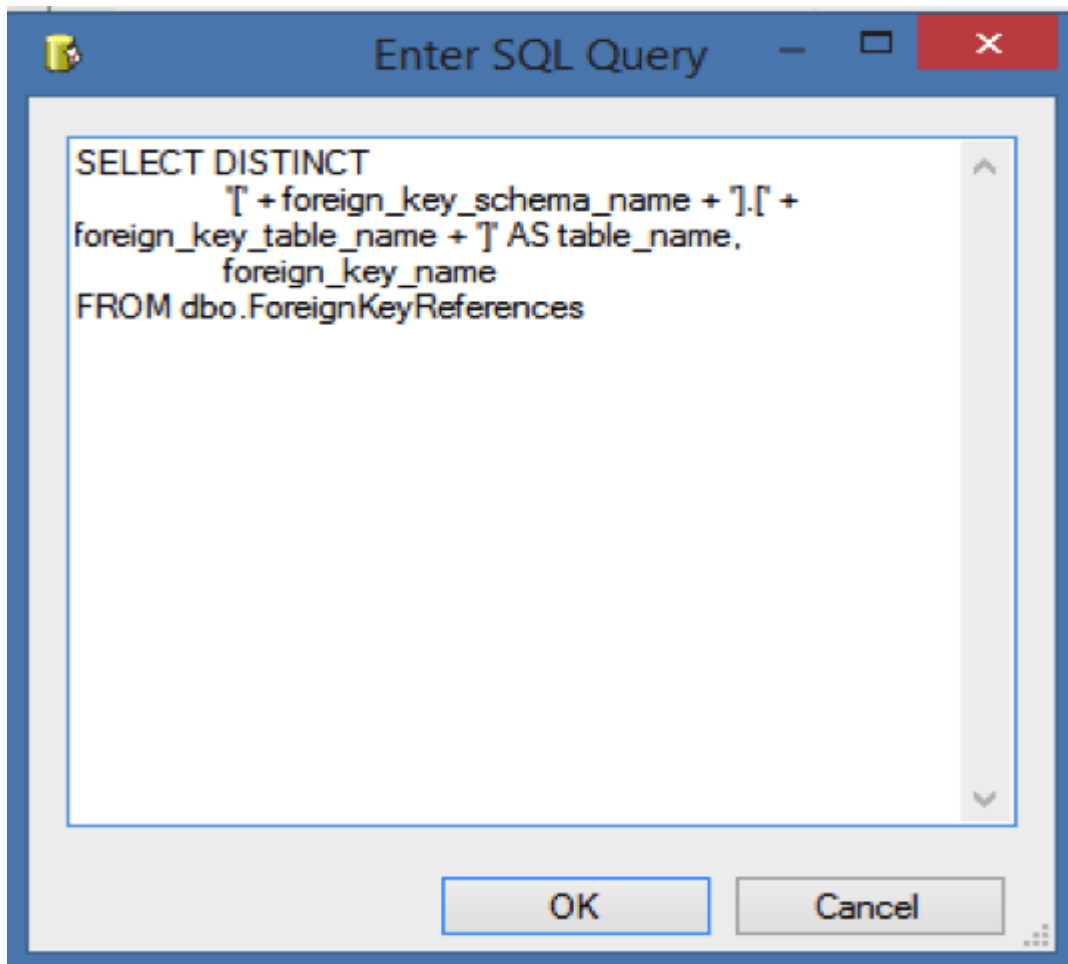 Enter SQL Query
SELECT DISTINCT
'[' + foreign_key_schema_name + '].[' +
foreign_key_table_name + ']' AS table_name,
foreign_key_name
FROM dbo.ForeignKeyReferences
OK
Cancel